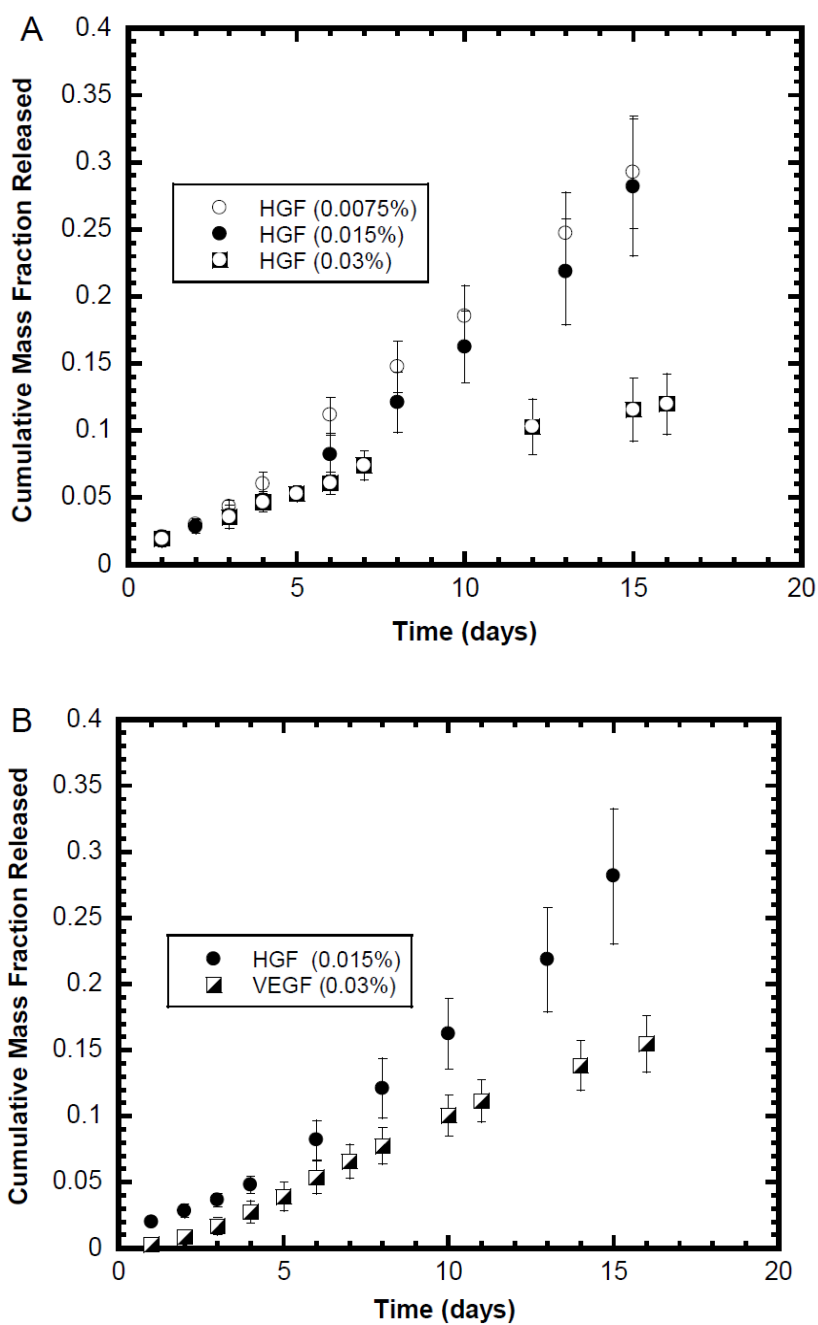 A
Cumulative Mass Fraction Released
0.4
0.35
0.3
0.25
0.2
0.15
0.1
0.05
0
HGF (0.0075%)
HGF (0.015%)
HGF (0.03%)
0 5 10 15 20
Time (days)
B
Cumulative Mass Fraction Released
0.4
0.35
0.3
0.25
0.2
0.15
0.1
0.05
0
HGF (0.015%)
VEGF (0.03%)
0 5 10 15 20
Time (days)